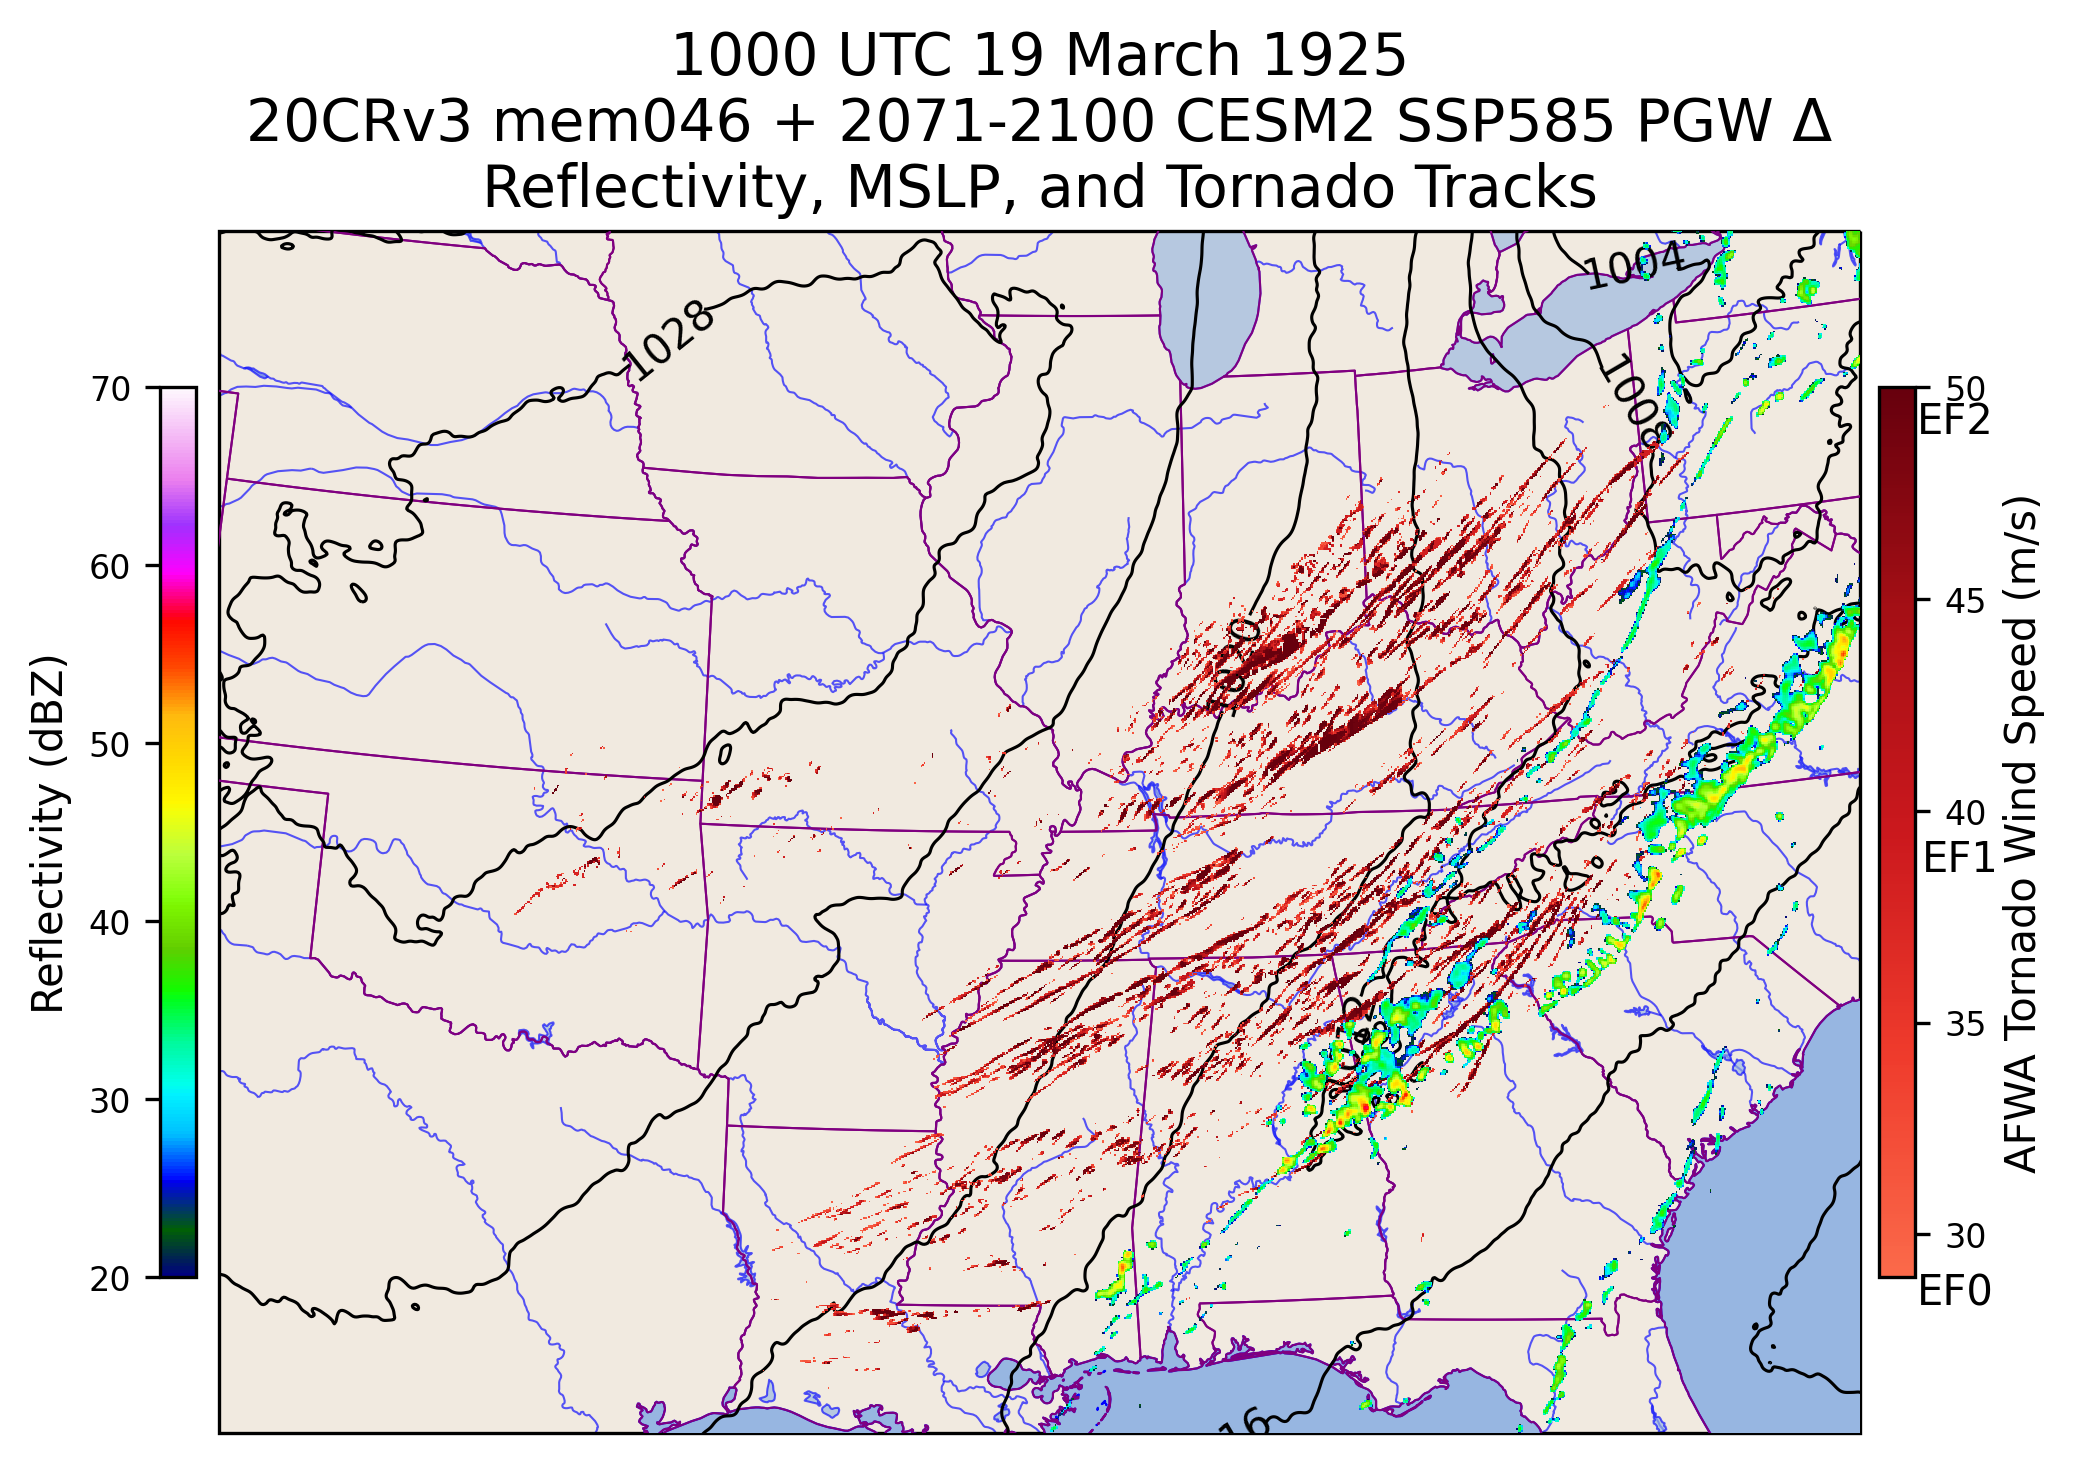 1000 UTC 19 March 1925
20CRv3 mem046 + 2071-2100 CESM2 SSP585 PGW Δ
Reflectivity, MSLP, and Tornado Tracks
1004
1028
1008
70
60
50
40
30
20
Reflectivity (dBZ)
50
EF2
45
40
EF1
35
30
EF0
AFWA Tornado Wind Speed (m/s)